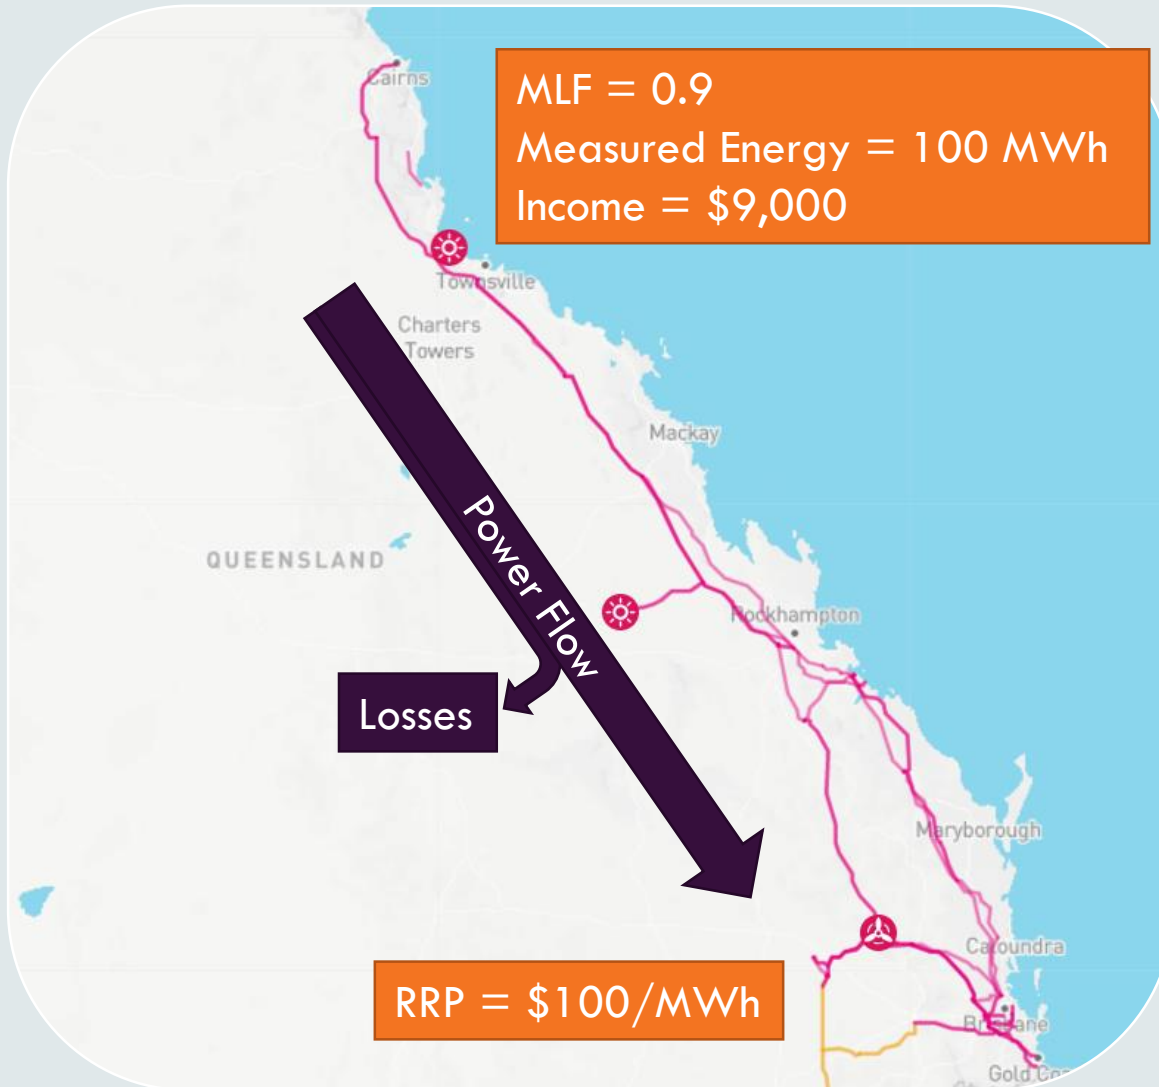 Cairns
MLF = 0.9
Measured Energy = 100 MWh
Income = $9,000
Townsville
Charters
Towers
Mackay
Power Flow
QUEENSLAND
Rockhampton
Losses
Maryborough
Caloundra
RRP = $100/MWh
Brisbane